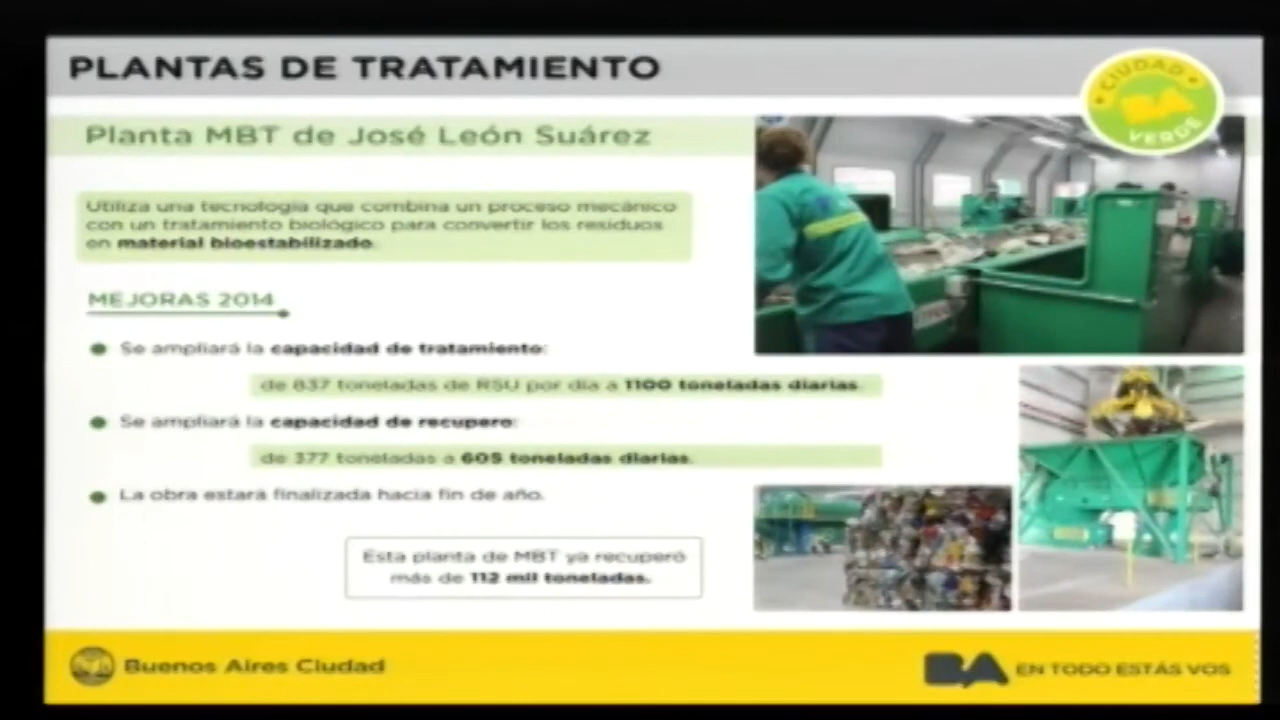 PLANTAS DE TRATAMIENTO
CIUDAD
BA
VERDE
Planta MBT de José León Suárez
Utiliza una tecnología que combina un proceso mecánico
con un tratamiento biológico para convertir los residuos
en material bioestabilizado.
MEJORAS 2014
Se ampliará la capacidad de tratamiento:
de 837 toneladas de RSU por día a 1100 toneladas diarias.
Se ampliará la capacidad de recupero:
de 377 toneladas a 605 toneladas diarias.
La obra estará finalizada hacia fin de año.
Esta planta de MBT ya recuperó
más de 112 mil toneladas.
Buenos Aires Ciudad
BA EN TODO ESTÁS VOS